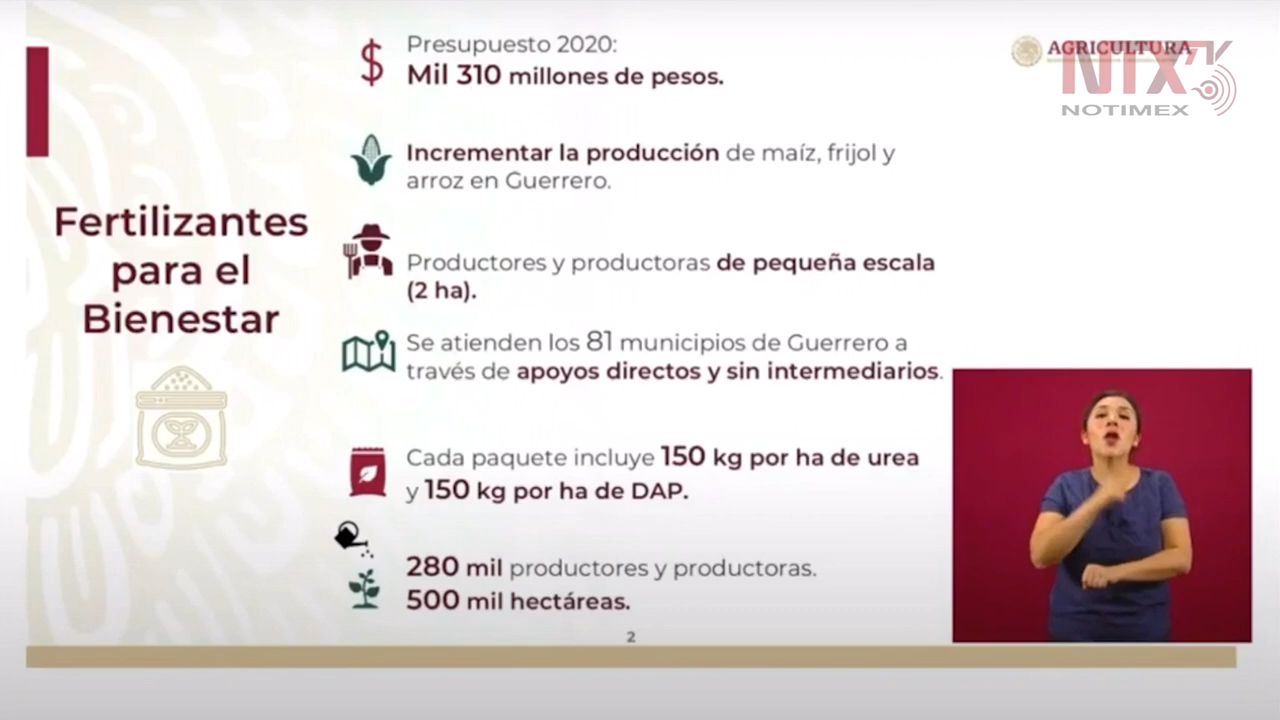 Presupuesto 2020:
Mil 310 millones de pesos.
AGRICULTURA
NTX
NOTIMEX
Incrementar la producción de maíz, frijol y
arroz en Guerrero.
Fertilizantes
para el
Bienestar
Productores y productoras de pequeña escala
(2 ha).
Se atienden los 81 municipios de Guerrero a
través de apoyos directos y sin intermediarios.
Cada paquete incluye 150 kg por ha de urea
y 150 kg por ha de DAP.
280 mil productores y productoras.
500 mil hectáreas.
2